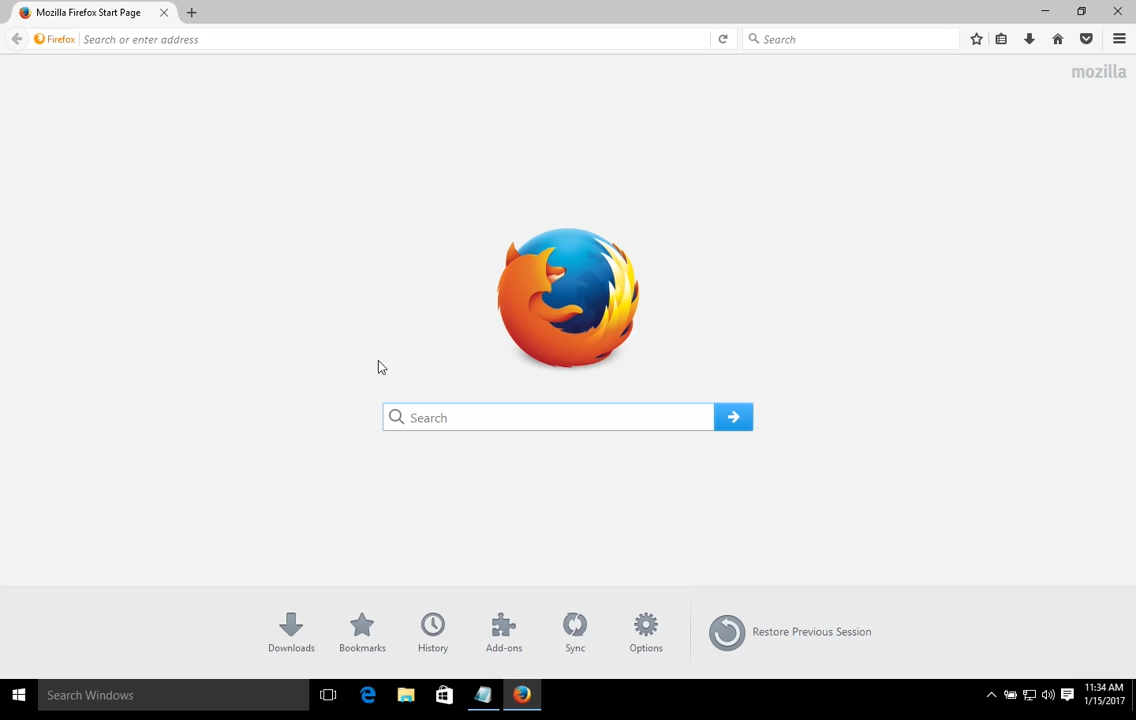 Mozilla Firefox Start Page
Firefox Search or enter address Search
mozilla
Search
Downloads Bookmarks History Add-ons Sync Options Restore Previous Session
Search Windows 11:34 AM
1/15/2017